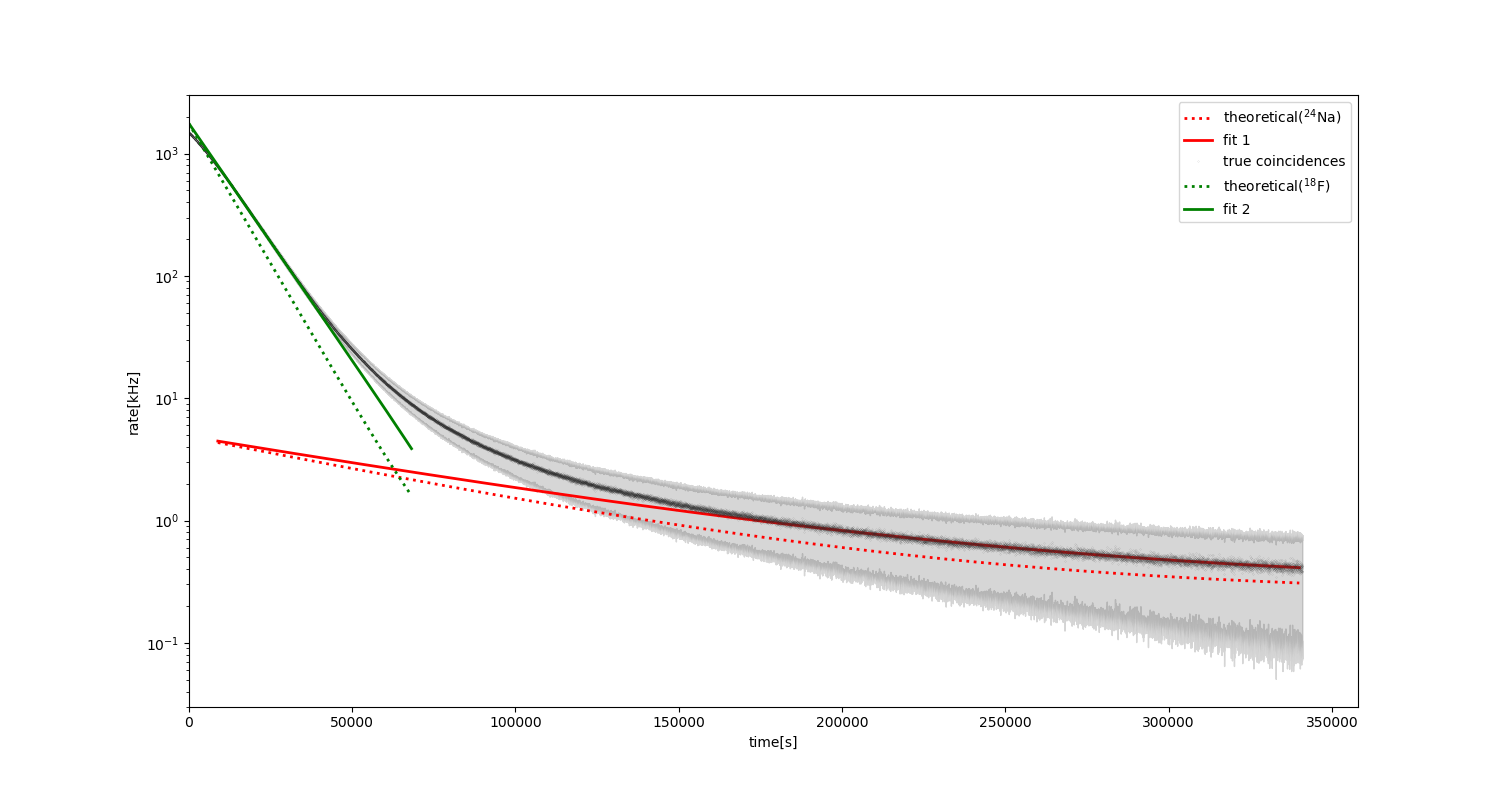 theoretical(²⁴Na)
fit 1
true coincidences
theoretical(¹⁸F)
fit 2
10³
10²
10¹
10⁰
10⁻¹
rate[kHz]
0 50000 100000 150000 200000 250000 300000 350000
time[s]